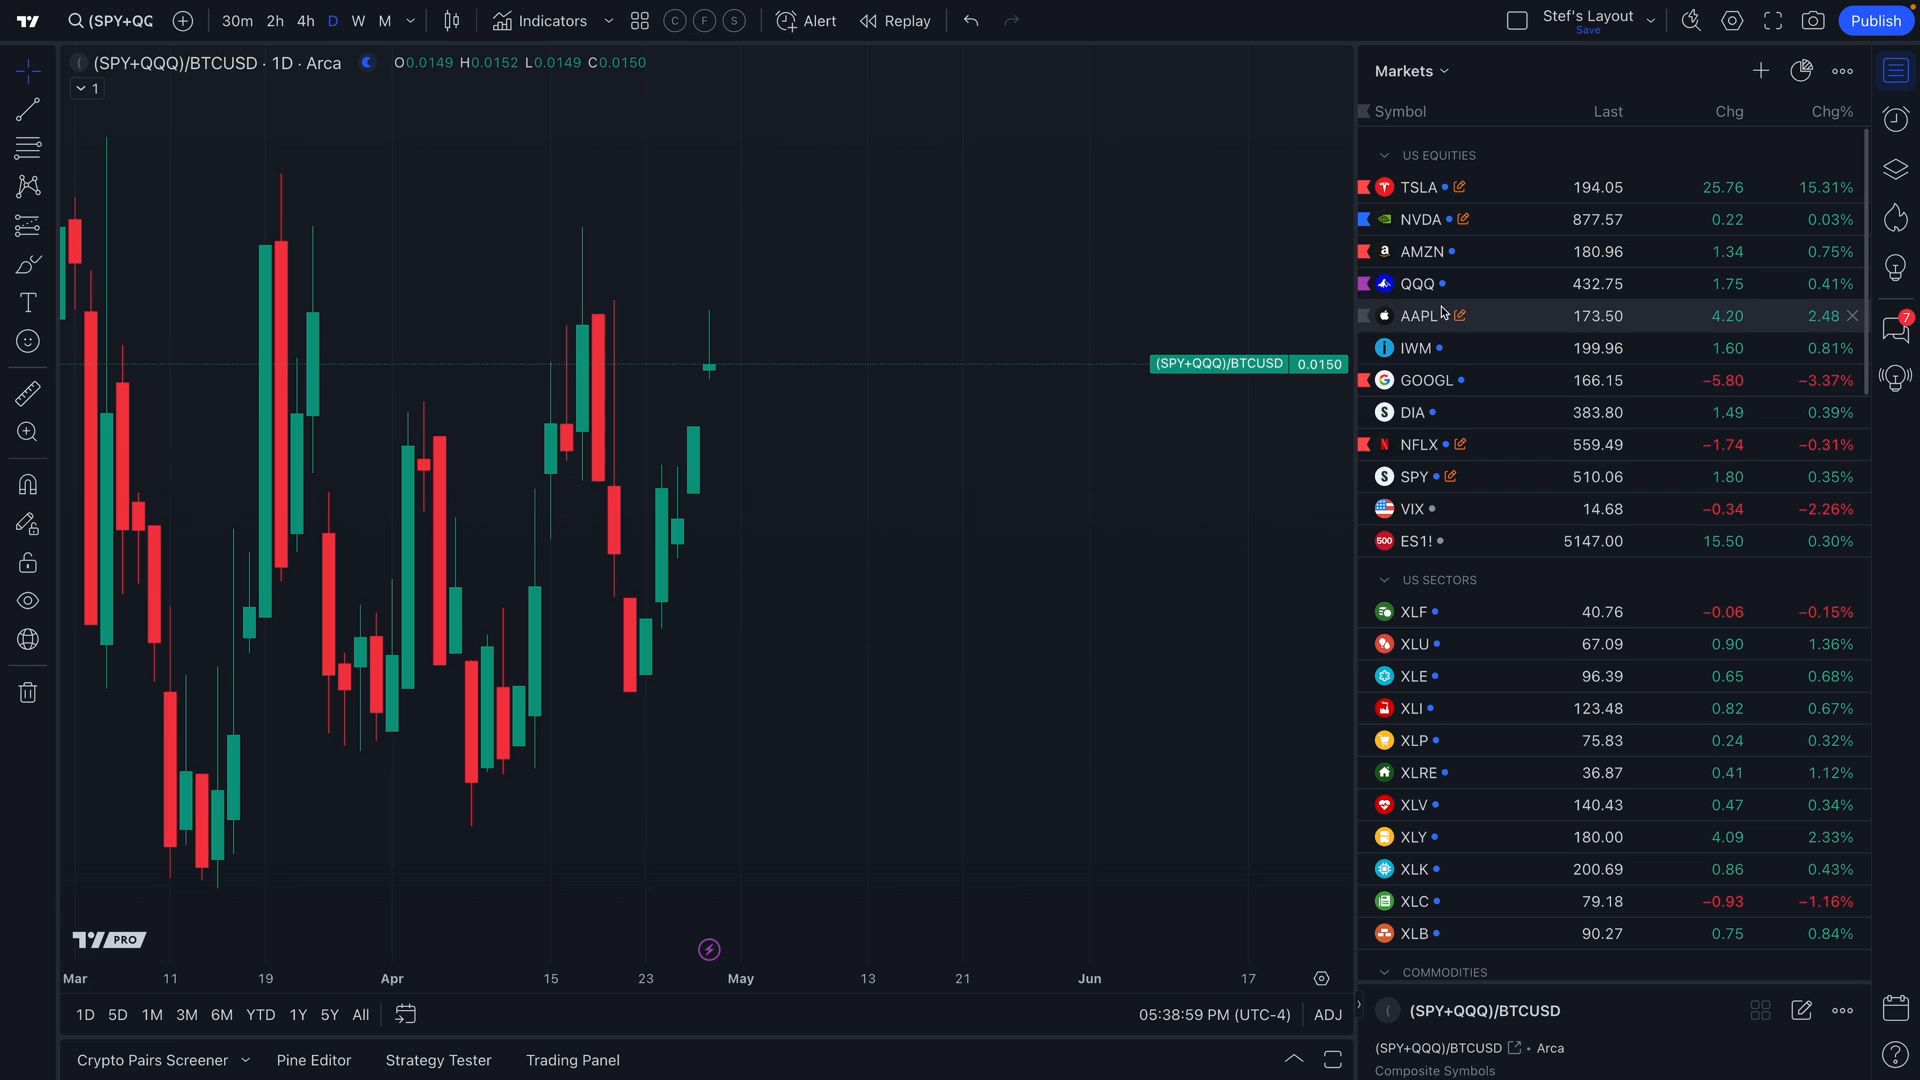 (SPY+QC
30m 2h 4h D W M
Indicators
C F S
Alert
Replay
Stef's Layout
Save
Publish
(SPY+QQQ)/BTCUSD · 1D · Arca
O0.0149 H0.0152 L0.0149 C0.0150
1
(SPY+QQQ)/BTCUSD 0.0150
PRO
Mar 11 19 Apr 15 23 May 13 21 Jun 17
1D 5D 1M 3M 6M YTD 1Y 5Y All
05:38:59 PM (UTC-4) ADJ
Crypto Pairs Screener
Pine Editor
Strategy Tester
Trading Panel
Markets
Symbol Last Chg Chg%
US EQUITIES
TSLA 194.05 25.76 15.31%
NVDA 877.57 0.22 0.03%
a AMZN 180.96 1.34 0.75%
QQQ 432.75 1.75 0.41%
AAPL 173.50 4.20 2.48
IWM 199.96 1.60 0.81%
G GOOGL 166.15 −5.80 −3.37%
S DIA 383.80 1.49 0.39%
N NFLX 559.49 −1.74 −0.31%
S SPY 510.06 1.80 0.35%
VIX 14.68 −0.34 −2.26%
500 ES1! 5147.00 15.50 0.30%
US SECTORS
XLF 40.76 −0.06 −0.15%
XLU 67.09 0.90 1.36%
XLE 96.39 0.65 0.68%
XLI 123.48 0.82 0.67%
XLP 75.83 0.24 0.32%
XLRE 36.87 0.41 1.12%
XLV 140.43 0.47 0.34%
XLY 180.00 4.09 2.33%
XLK 200.69 0.86 0.43%
XLC 79.18 −0.93 −1.16%
XLB 90.27 0.75 0.84%
COMMODITIES
( (SPY+QQQ)/BTCUSD
(SPY+QQQ)/BTCUSD • Arca
Composite Symbols
7